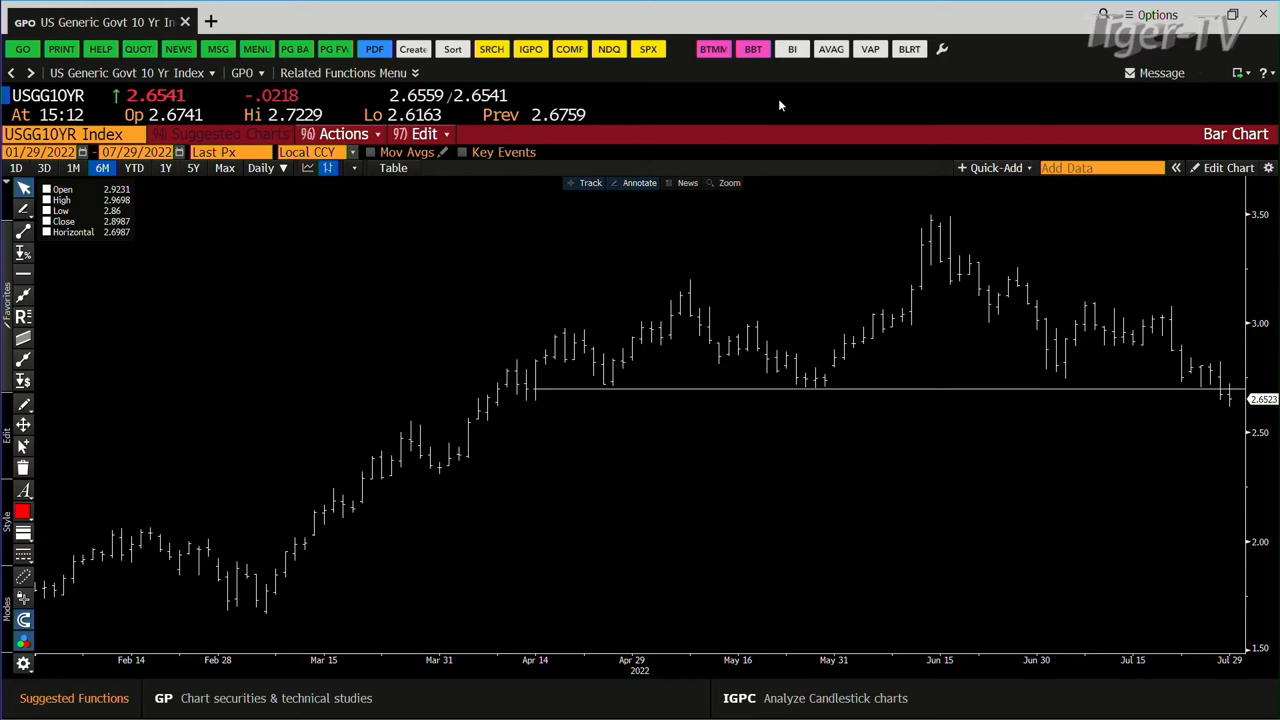 GPO US Generic Govt 10 Yr In
Options
Tiger-TV
GO PRINT HELP QUOT NEWS MSG MENU PG BA PG FW PDF Create Sort SRCH IGPO COMF NDQ SPX BTMM BBT BI AVAG VAP BLRT
US Generic Govt 10 Yr Index GPO Related Functions Menu Message
USGG10YR 2.6541 -.0218 2.6559/2.6541
At 15:12 Op 2.6741 Hi 2.7229 Lo 2.6163 Prev 2.6759
USGG10YR Index 94) Suggested Charts 96) Actions 97) Edit Bar Chart
01/29/2022 - 07/29/2022 Last Px Local CCY Mov Avgs Key Events
1D 3D 1M 6M YTD 1Y 5Y Max Daily Table + Quick-Add Add Data Edit Chart
Track Annotate News Zoom
Open 2.9231
High 2.9698
Low 2.86
Close 2.8987
Horizontal 2.6987
Favorites
Edit
Style
Modes
3.50
3.00
2.6523
2.50
2.00
1.50
Feb 14 Feb 28 Mar 15 Mar 31 Apr 14 Apr 29 May 16 May 31 Jun 15 Jun 30 Jul 15 Jul 29
2022
Suggested Functions GP Chart securities & technical studies IGPC Analyze Candlestick charts